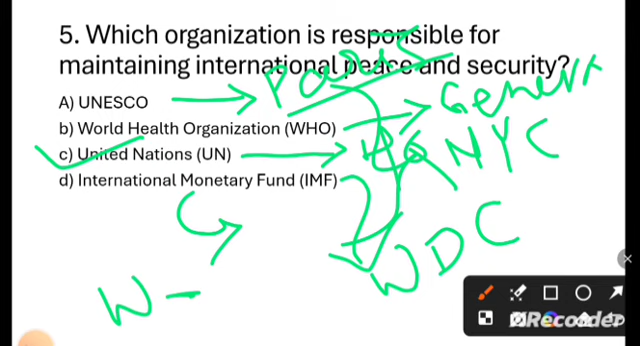 5. Which organization is responsible for
maintaining international peace and security?
Paris
A) UNESCO
Geneva
b) World Health Organization (WHO)
c) United Nations (UN)
NYC
d) International Monetary Fund (IMF)
WDC
W -
Recorder